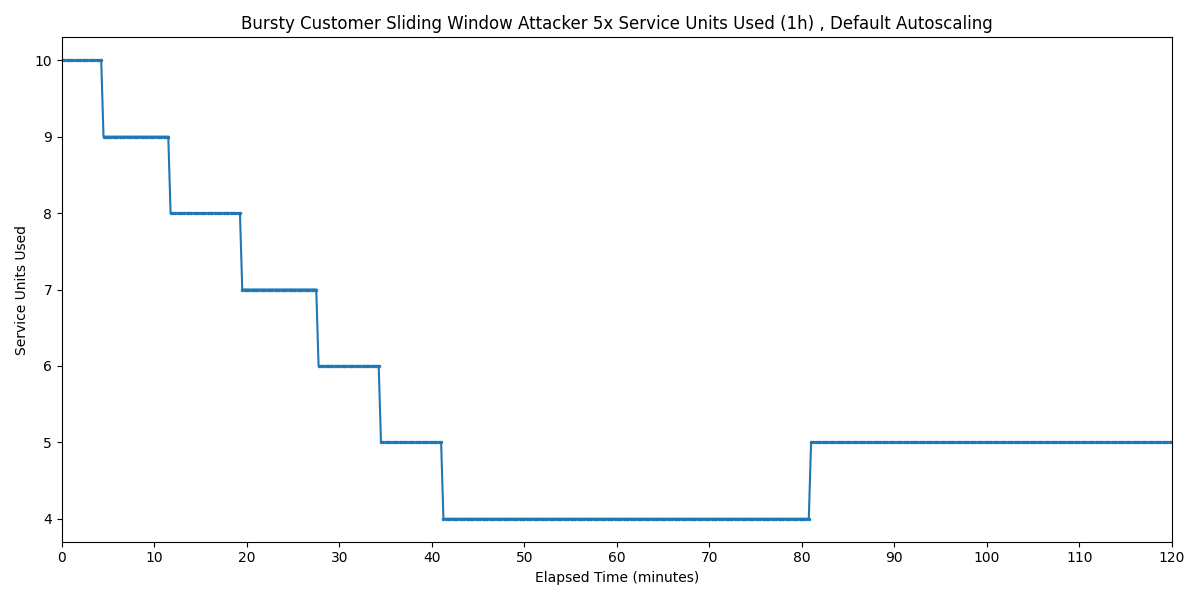 Bursty Customer Sliding Window Attacker 5x Service Units Used (1h) , Default Autoscaling
Service Units Used
10
9
8
7
6
5
4
0 10 20 30 40 50 60 70 80 90 100 110 120
Elapsed Time (minutes)